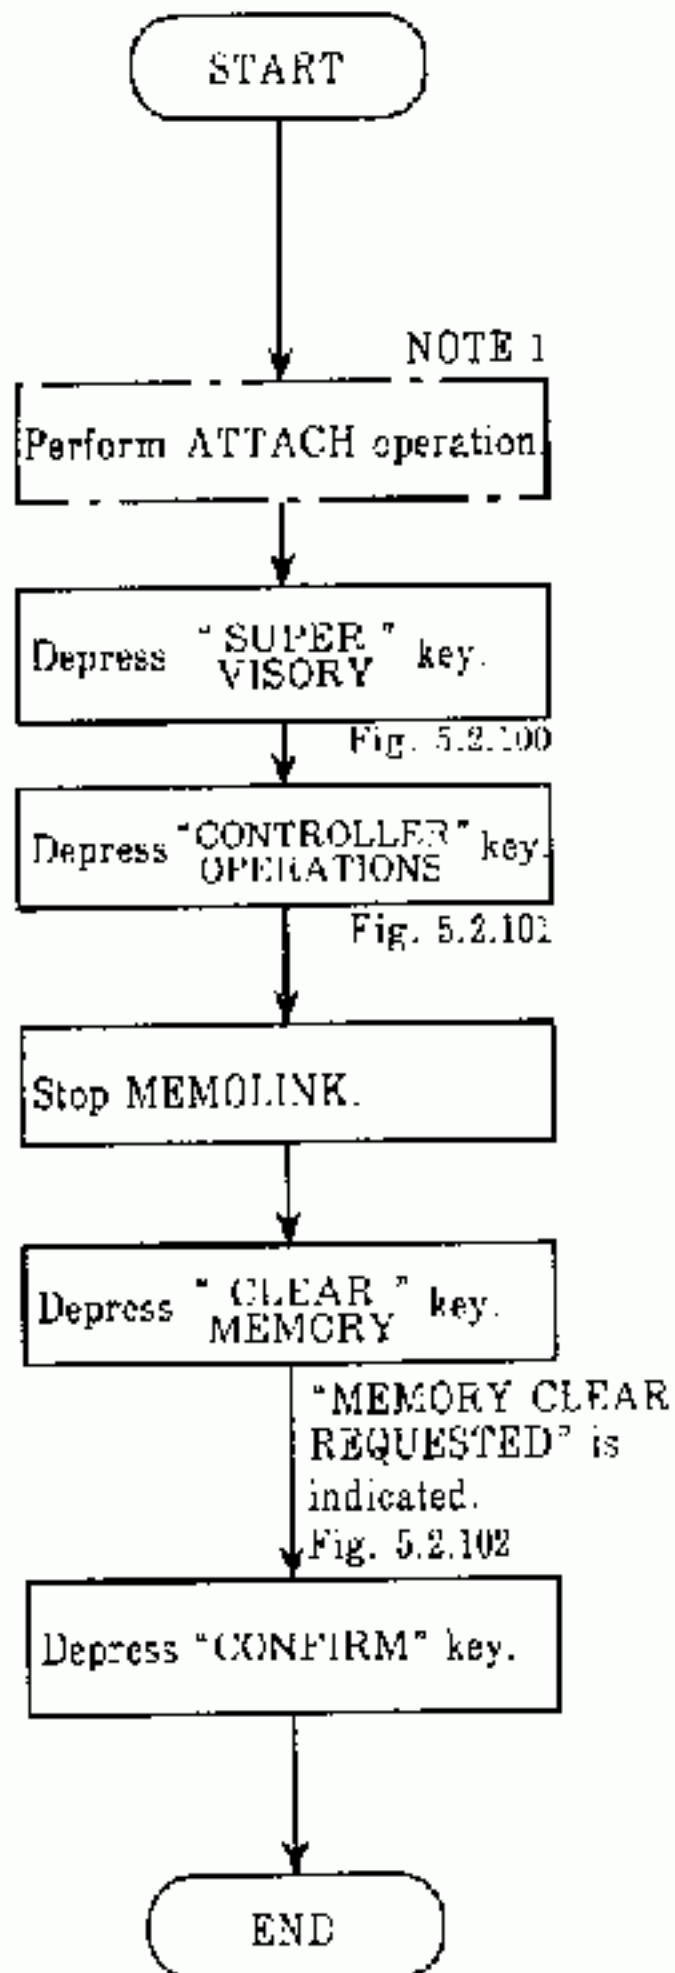 START
NOTE 1
Perform ATTACH operation.
Depress "SUPER
VISORY" key.
Fig. 5.2.100
Depress "CONTROLLER
OPERATIONS" key.
Fig. 5.2.101
Stop MEMOLINK.
Depress "CLEAR
MEMORY" key.
"MEMORY CLEAR
REQUESTED" is
indicated.
Fig. 5.2.102
Depress "CONFIRM" key.
END